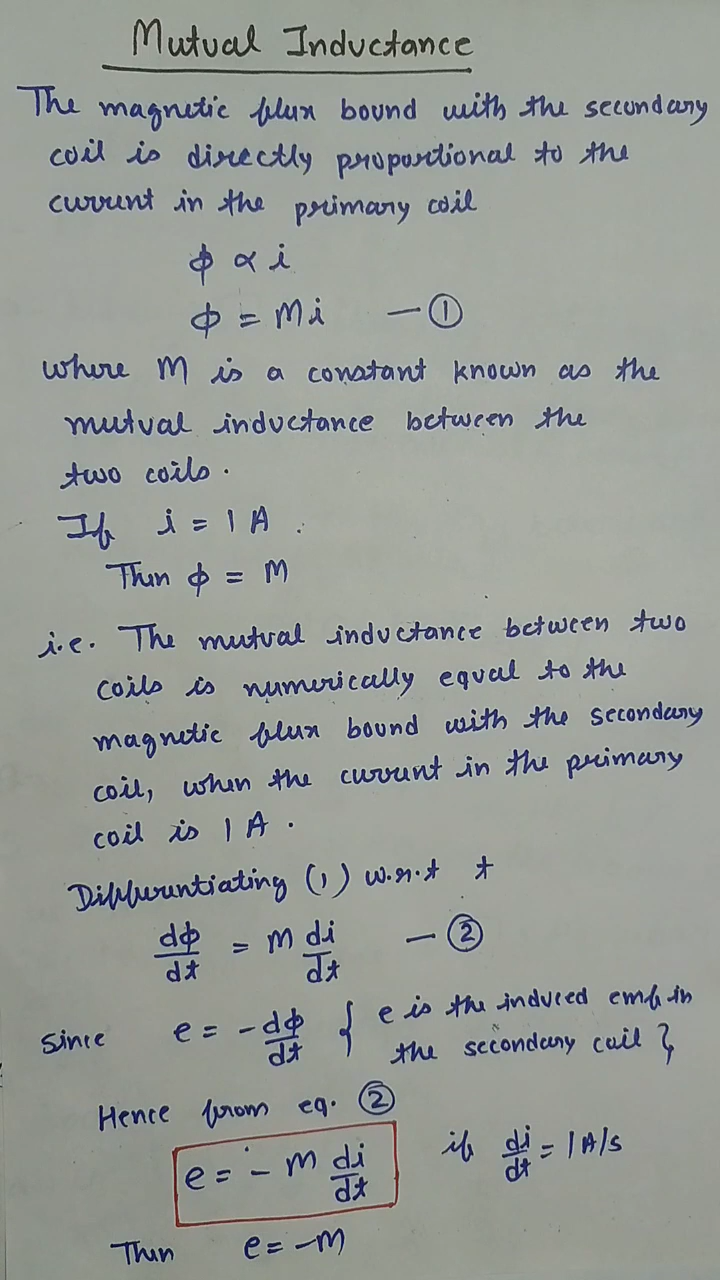 Mutual Inductance
The magnetic flux bound with the secondary
coil is directly proportional to the
current in the primary coil
ϕ ∝ i
ϕ = Mi — ①
where M is a constant known as the
mutual inductance between the
two coils.
If i = 1 A.
Then ϕ = M
i.e. The mutual inductance between two
coils is numerically equal to the
magnetic flux bound with the secondary
coil, when the current in the primary
coil is 1 A.
Differentiating (1) w.r.t t
dϕ/dt = M di/dt — ②
Since e = -dϕ/dt { e is the induced emf in
the secondary coil }
Hence from eq. ②
e = - M di/dt if di/dt = 1 A/s
Then e = -M